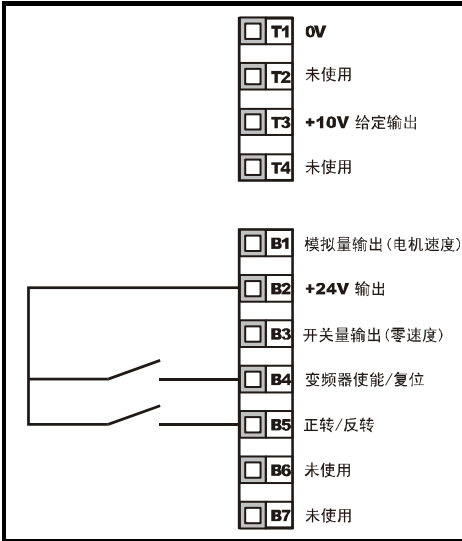 T1 0V
T2 未使用
T3 +10V 给定输出
T4 未使用
B1 模拟量输出(电机速度)
B2 +24V 输出
B3 开关量输出(零速度)
B4 变频器使能/复位
B5 正转/反转
B6 未使用
B7 未使用